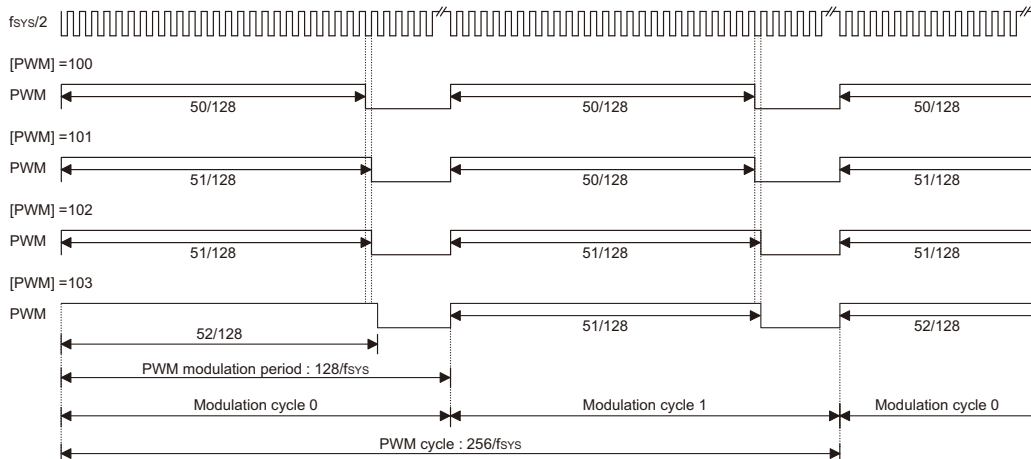 fSYS/2
[PWM] =100
PWM
50/128 50/128 50/128
[PWM] =101
PWM
51/128 50/128 51/128
[PWM] =102
PWM
51/128 51/128 51/128
[PWM] =103
PWM
52/128 51/128 52/128
PWM modulation period : 128/fSYS
Modulation cycle 0 Modulation cycle 1 Modulation cycle 0
PWM cycle : 256/fSYS